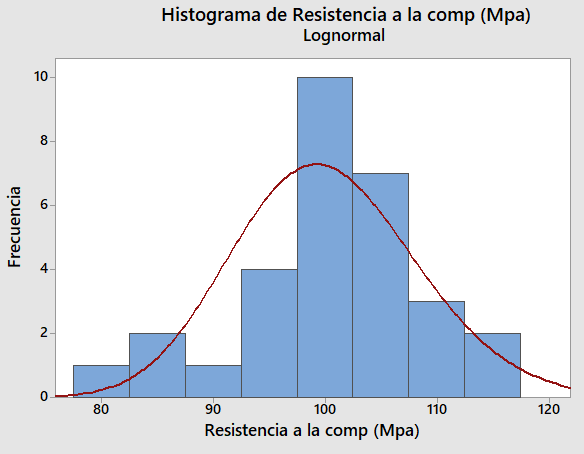 Histograma de Resistencia a la comp (Mpa)
Lognormal
10
8
6
4
2
0
Frecuencia
80 90 100 110 120
Resistencia a la comp (Mpa)